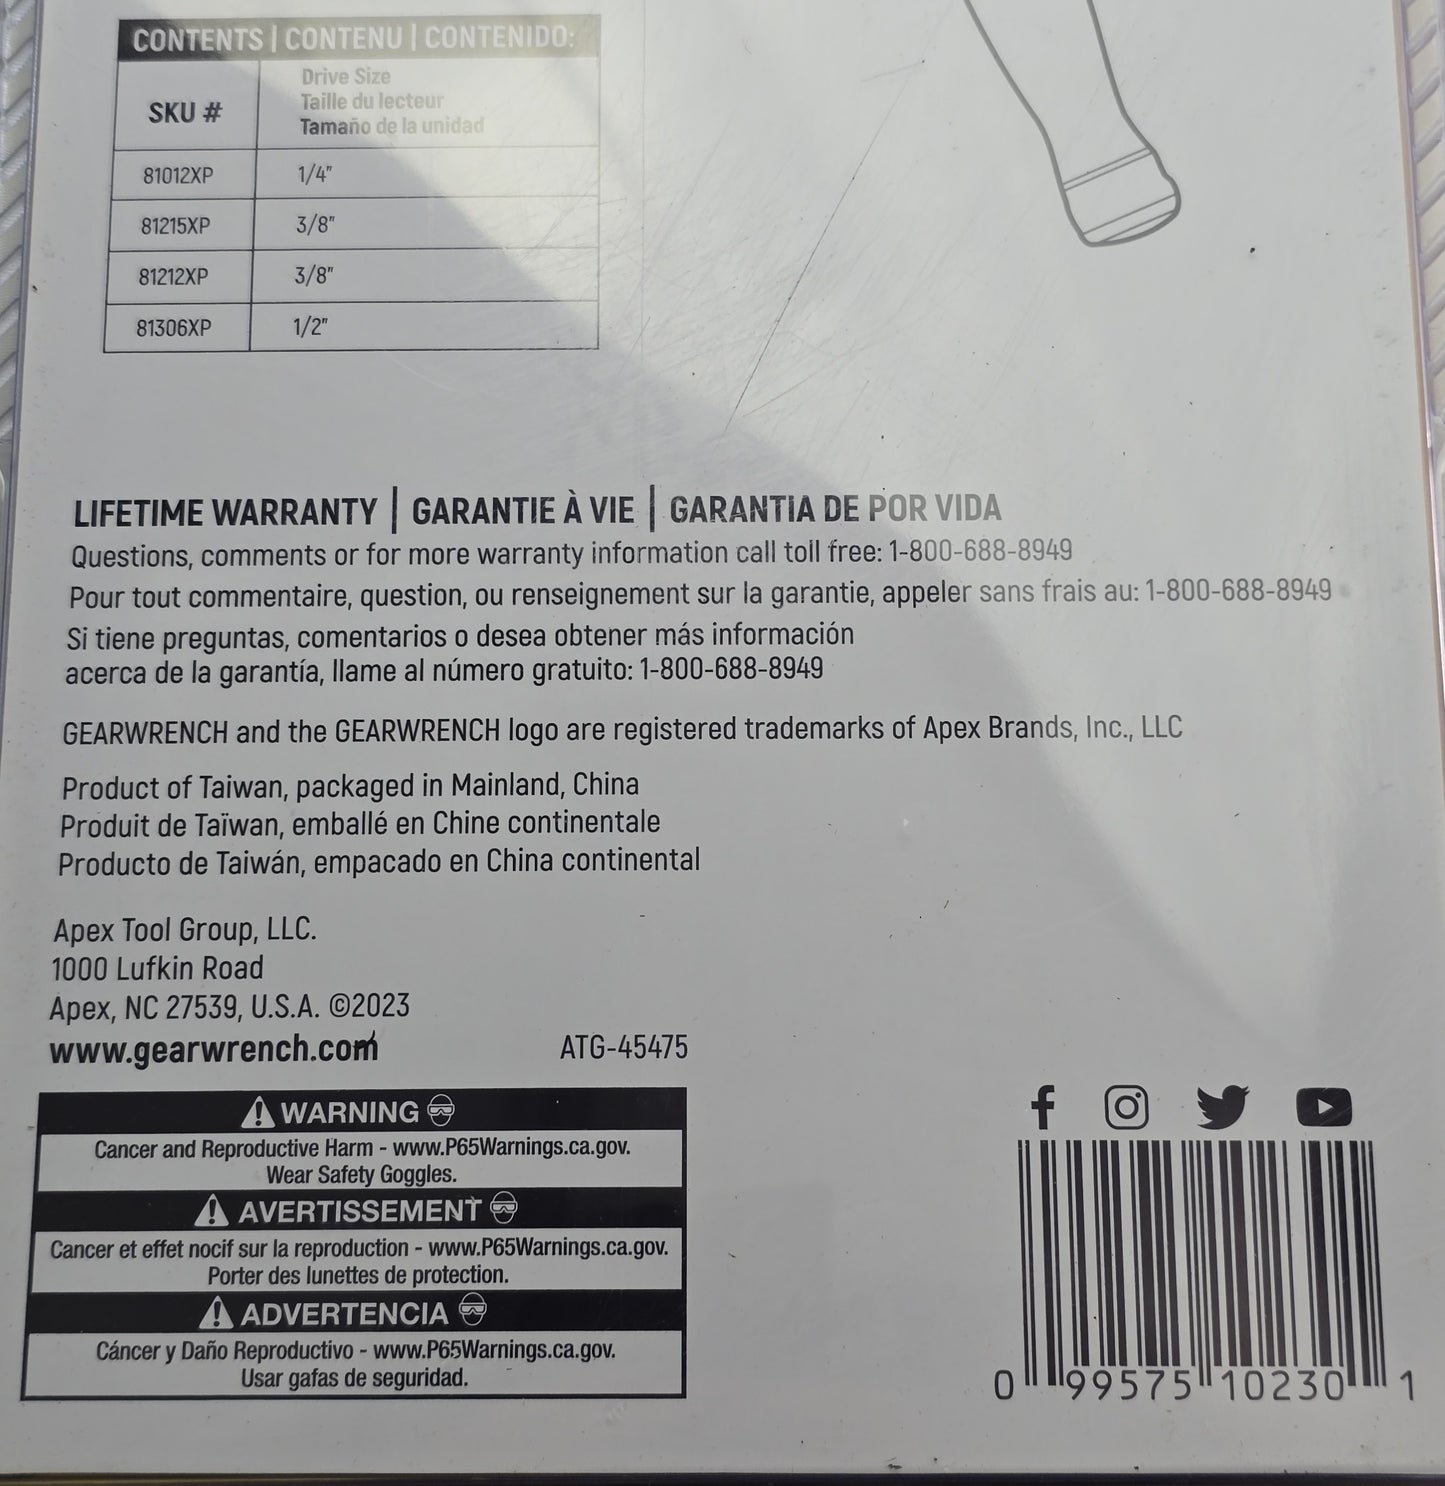 CONTENTS | CONTENU | CONTENIDO:
SKU #
Drive Size
Taille du lecteur
Tamaño de la unidad
81012XP 1/4"
81215XP 3/8"
81212XP 3/8"
81306XP 1/2"
LIFETIME WARRANTY | GARANTIE À VIE | GARANTIA DE POR VIDA
Questions, comments or for more warranty information call toll free: 1-800-688-8949
Pour tout commentaire, question, ou renseignement sur la garantie, appeler sans frais au: 1-800-688-8949
Si tiene preguntas, comentarios o desea obtener más información
acerca de la garantía, llame al número gratuito: 1-800-688-8949
GEARWRENCH and the GEARWRENCH logo are registered trademarks of Apex Brands, Inc., LLC
Product of Taiwan, packaged in Mainland, China
Produit de Taïwan, emballé en Chine continentale
Producto de Taiwán, empacado en China continental
Apex Tool Group, LLC.
1000 Lufkin Road
Apex, NC 27539, U.S.A. ©2023
www.gearwrench.com ATG-45475
WARNING
Cancer and Reproductive Harm - www.P65Warnings.ca.gov.
Wear Safety Goggles.
AVERTISSEMENT
Cancer et effet nocif sur la reproduction - www.P65Warnings.ca.gov.
Porter des lunettes de protection.
ADVERTENCIA
Cáncer y Daño Reproductivo - www.P65Warnings.ca.gov.
Usar gafas de seguridad.
0 99575 10230 1